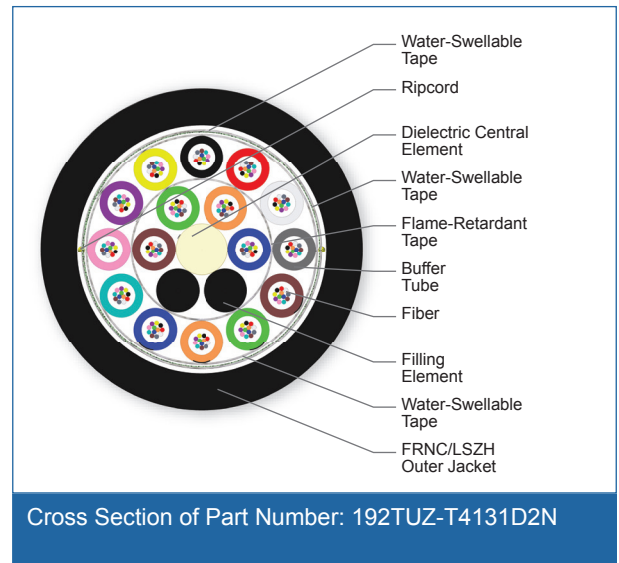 Water-Swellable
Tape
Ripcord
Dielectric Central
Element
Water-Swellable
Tape
Flame-Retardant
Tape
Buffer
Tube
Fiber
Filling
Element
Water-Swellable
Tape
FRNC/LSZH
Outer Jacket
Cross Section of Part Number: 192TUZ-T4131D2N